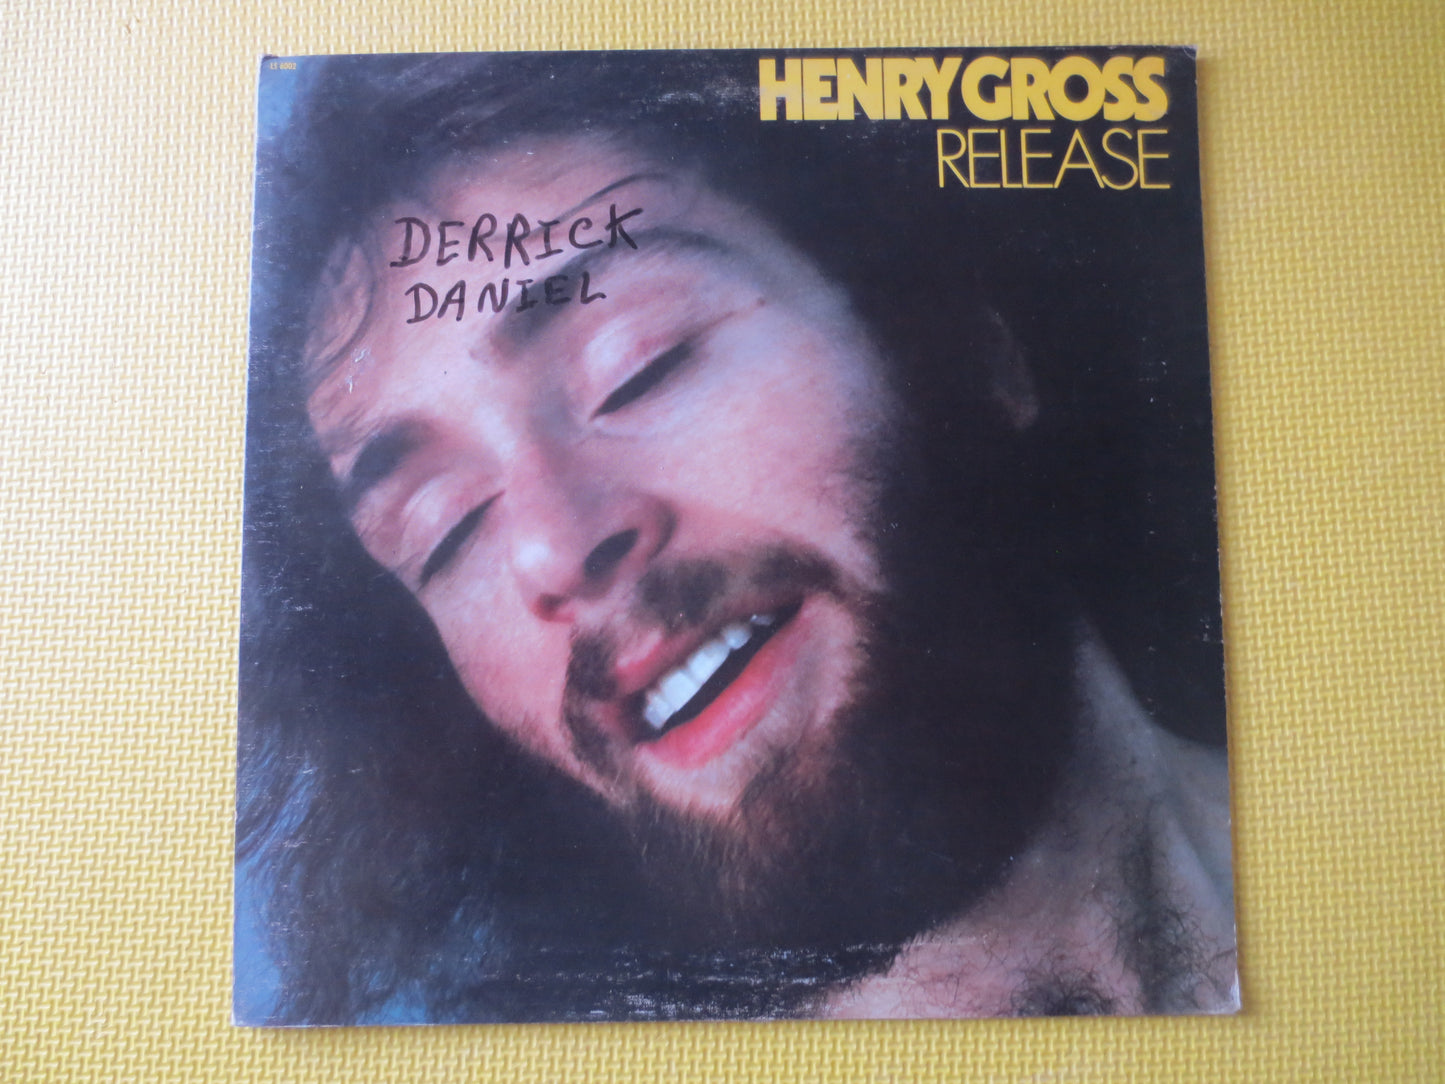 LS 6002
HENRY GROSS
RELEASE
DERRICK
DANIEL